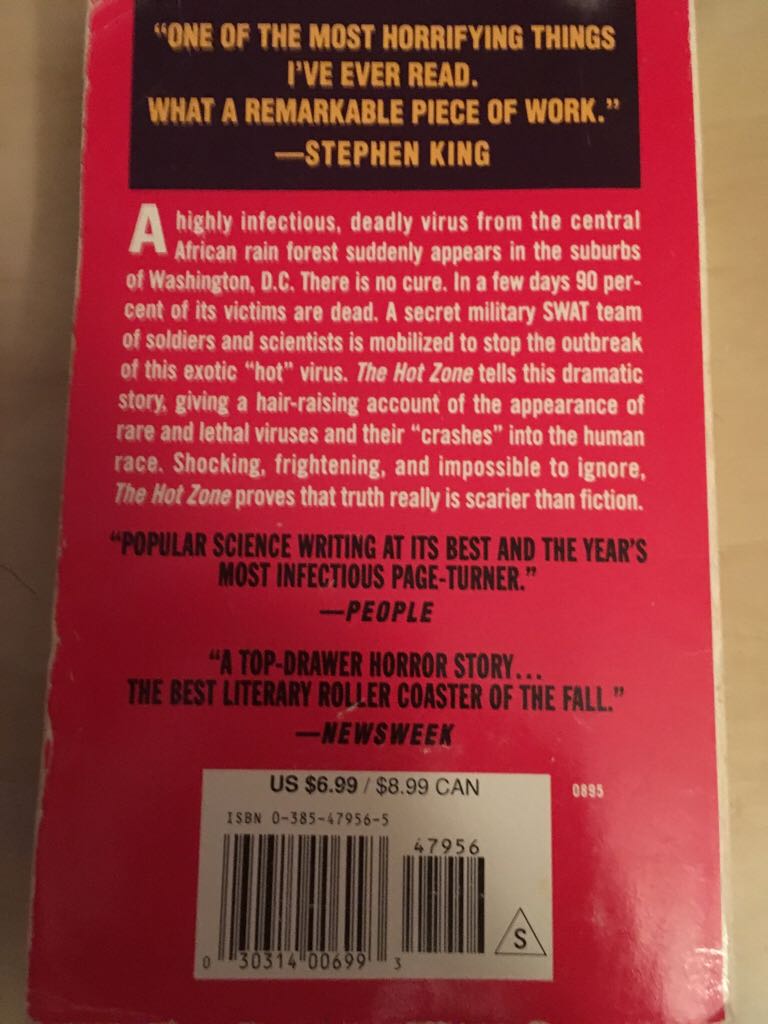 “ONE OF THE MOST HORRIFYING THINGS
I’VE EVER READ.
WHAT A REMARKABLE PIECE OF WORK.”
—STEPHEN KING
A highly infectious, deadly virus from the central
African rain forest suddenly appears in the suburbs
of Washington, D.C. There is no cure. In a few days 90 per-
cent of its victims are dead. A secret military SWAT team
of soldiers and scientists is mobilized to stop the outbreak
of this exotic “hot” virus. The Hot Zone tells this dramatic
story, giving a hair-raising account of the appearance of
rare and lethal viruses and their “crashes” into the human
race. Shocking, frightening, and impossible to ignore,
The Hot Zone proves that truth really is scarier than fiction.
“POPULAR SCIENCE WRITING AT ITS BEST AND THE YEAR’S
MOST INFECTIOUS PAGE-TURNER.”
—PEOPLE
“A TOP-DRAWER HORROR STORY...
THE BEST LITERARY ROLLER COASTER OF THE FALL.”
—NEWSWEEK
US $6.99 / $8.99 CAN
0895
ISBN 0-385-47956-5
47956
S
0 30314 00699 3